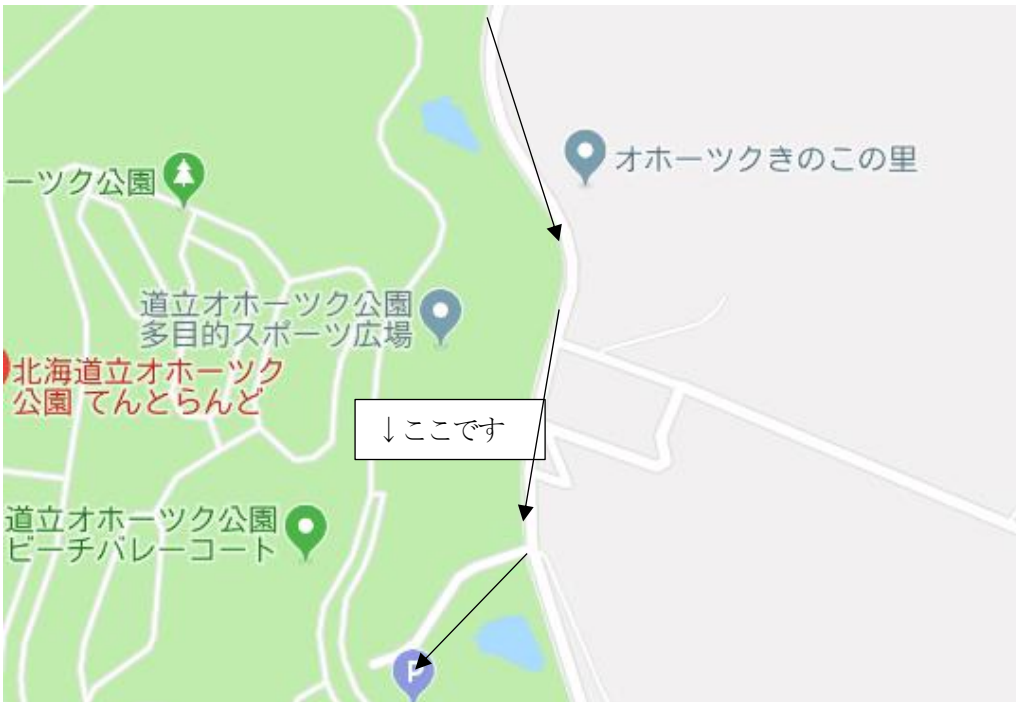 オホーツクきのこの里
ーツク公園
道立オホーツク公園
多目的スポーツ広場
北海道立オホーツク
公園 てんとらんど
↓ここです
道立オホーツク公園
ビーチバレーコート
P